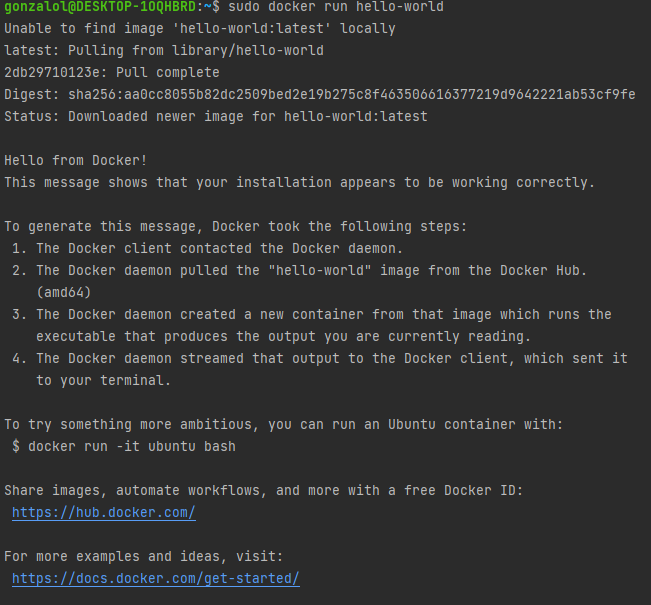 gonzalol@DESKTOP-1OQHBRD:~$ sudo docker run hello-world
Unable to find image 'hello-world:latest' locally
latest: Pulling from library/hello-world
2db29710123e: Pull complete
Digest: sha256:aa0cc8055b82dc2509bed2e19b275c8f463506616377219d9642221ab53cf9fe
Status: Downloaded newer image for hello-world:latest

Hello from Docker!
This message shows that your installation appears to be working correctly.

To generate this message, Docker took the following steps:
 1. The Docker client contacted the Docker daemon.
 2. The Docker daemon pulled the "hello-world" image from the Docker Hub.
    (amd64)
 3. The Docker daemon created a new container from that image which runs the
    executable that produces the output you are currently reading.
 4. The Docker daemon streamed that output to the Docker client, which sent it
    to your terminal.

To try something more ambitious, you can run an Ubuntu container with:
 $ docker run -it ubuntu bash

Share images, automate workflows, and more with a free Docker ID:
 https://hub.docker.com/

For more examples and ideas, visit:
 https://docs.docker.com/get-started/